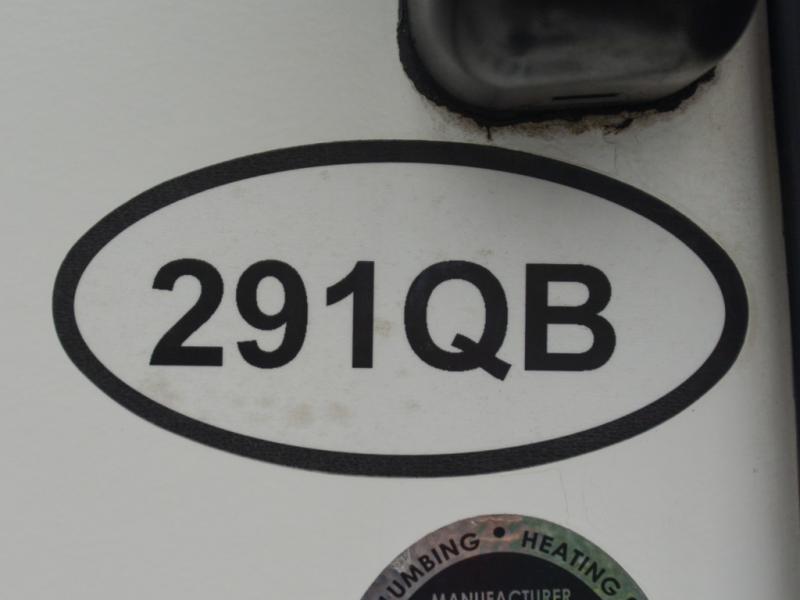 291QB
UMBING • HEATING
MANUFACTURER